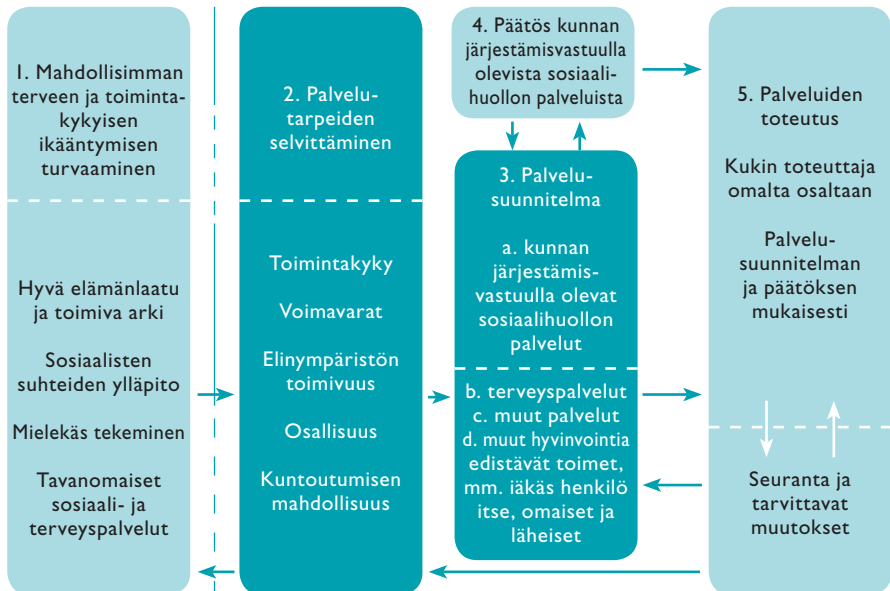 1. Mahdollisimman
terveen ja toiminta-
kykyisen
ikääntymisen
turvaaminen
Hyvä elämänlaatu
ja toimiva arki
Sosiaalisten
suhteiden ylläpito
Mielekäs tekeminen
Tavanomaiset
sosiaali- ja
terveyspalvelut
2. Palvelu-
tarpeiden
selvittäminen
Toimintakyky
Voimavarat
Elinympäristön
toimivuus
Osallisuus
Kuntoutumisen
mahdollisuus
4. Päätös kunnan
järjestämisvastuulla
olevista sosiaali-
huollon palveluista
3. Palvelu-
suunnitelma
a. kunnan
järjestämis-
vastuulla olevat
sosiaalihuollon
palvelut
b. terveyspalvelut
c. muut palvelut
d. muut hyvinvointia
edistävät toimet,
mm. iäkäs henkilö
itse, omaiset ja
läheiset
5. Palveluiden
toteutus
Kukin toteuttaja
omalta osaltaan
Palvelu-
suunnitelman
ja päätöksen
mukaisesti
Seuranta ja
tarvittavat
muutokset